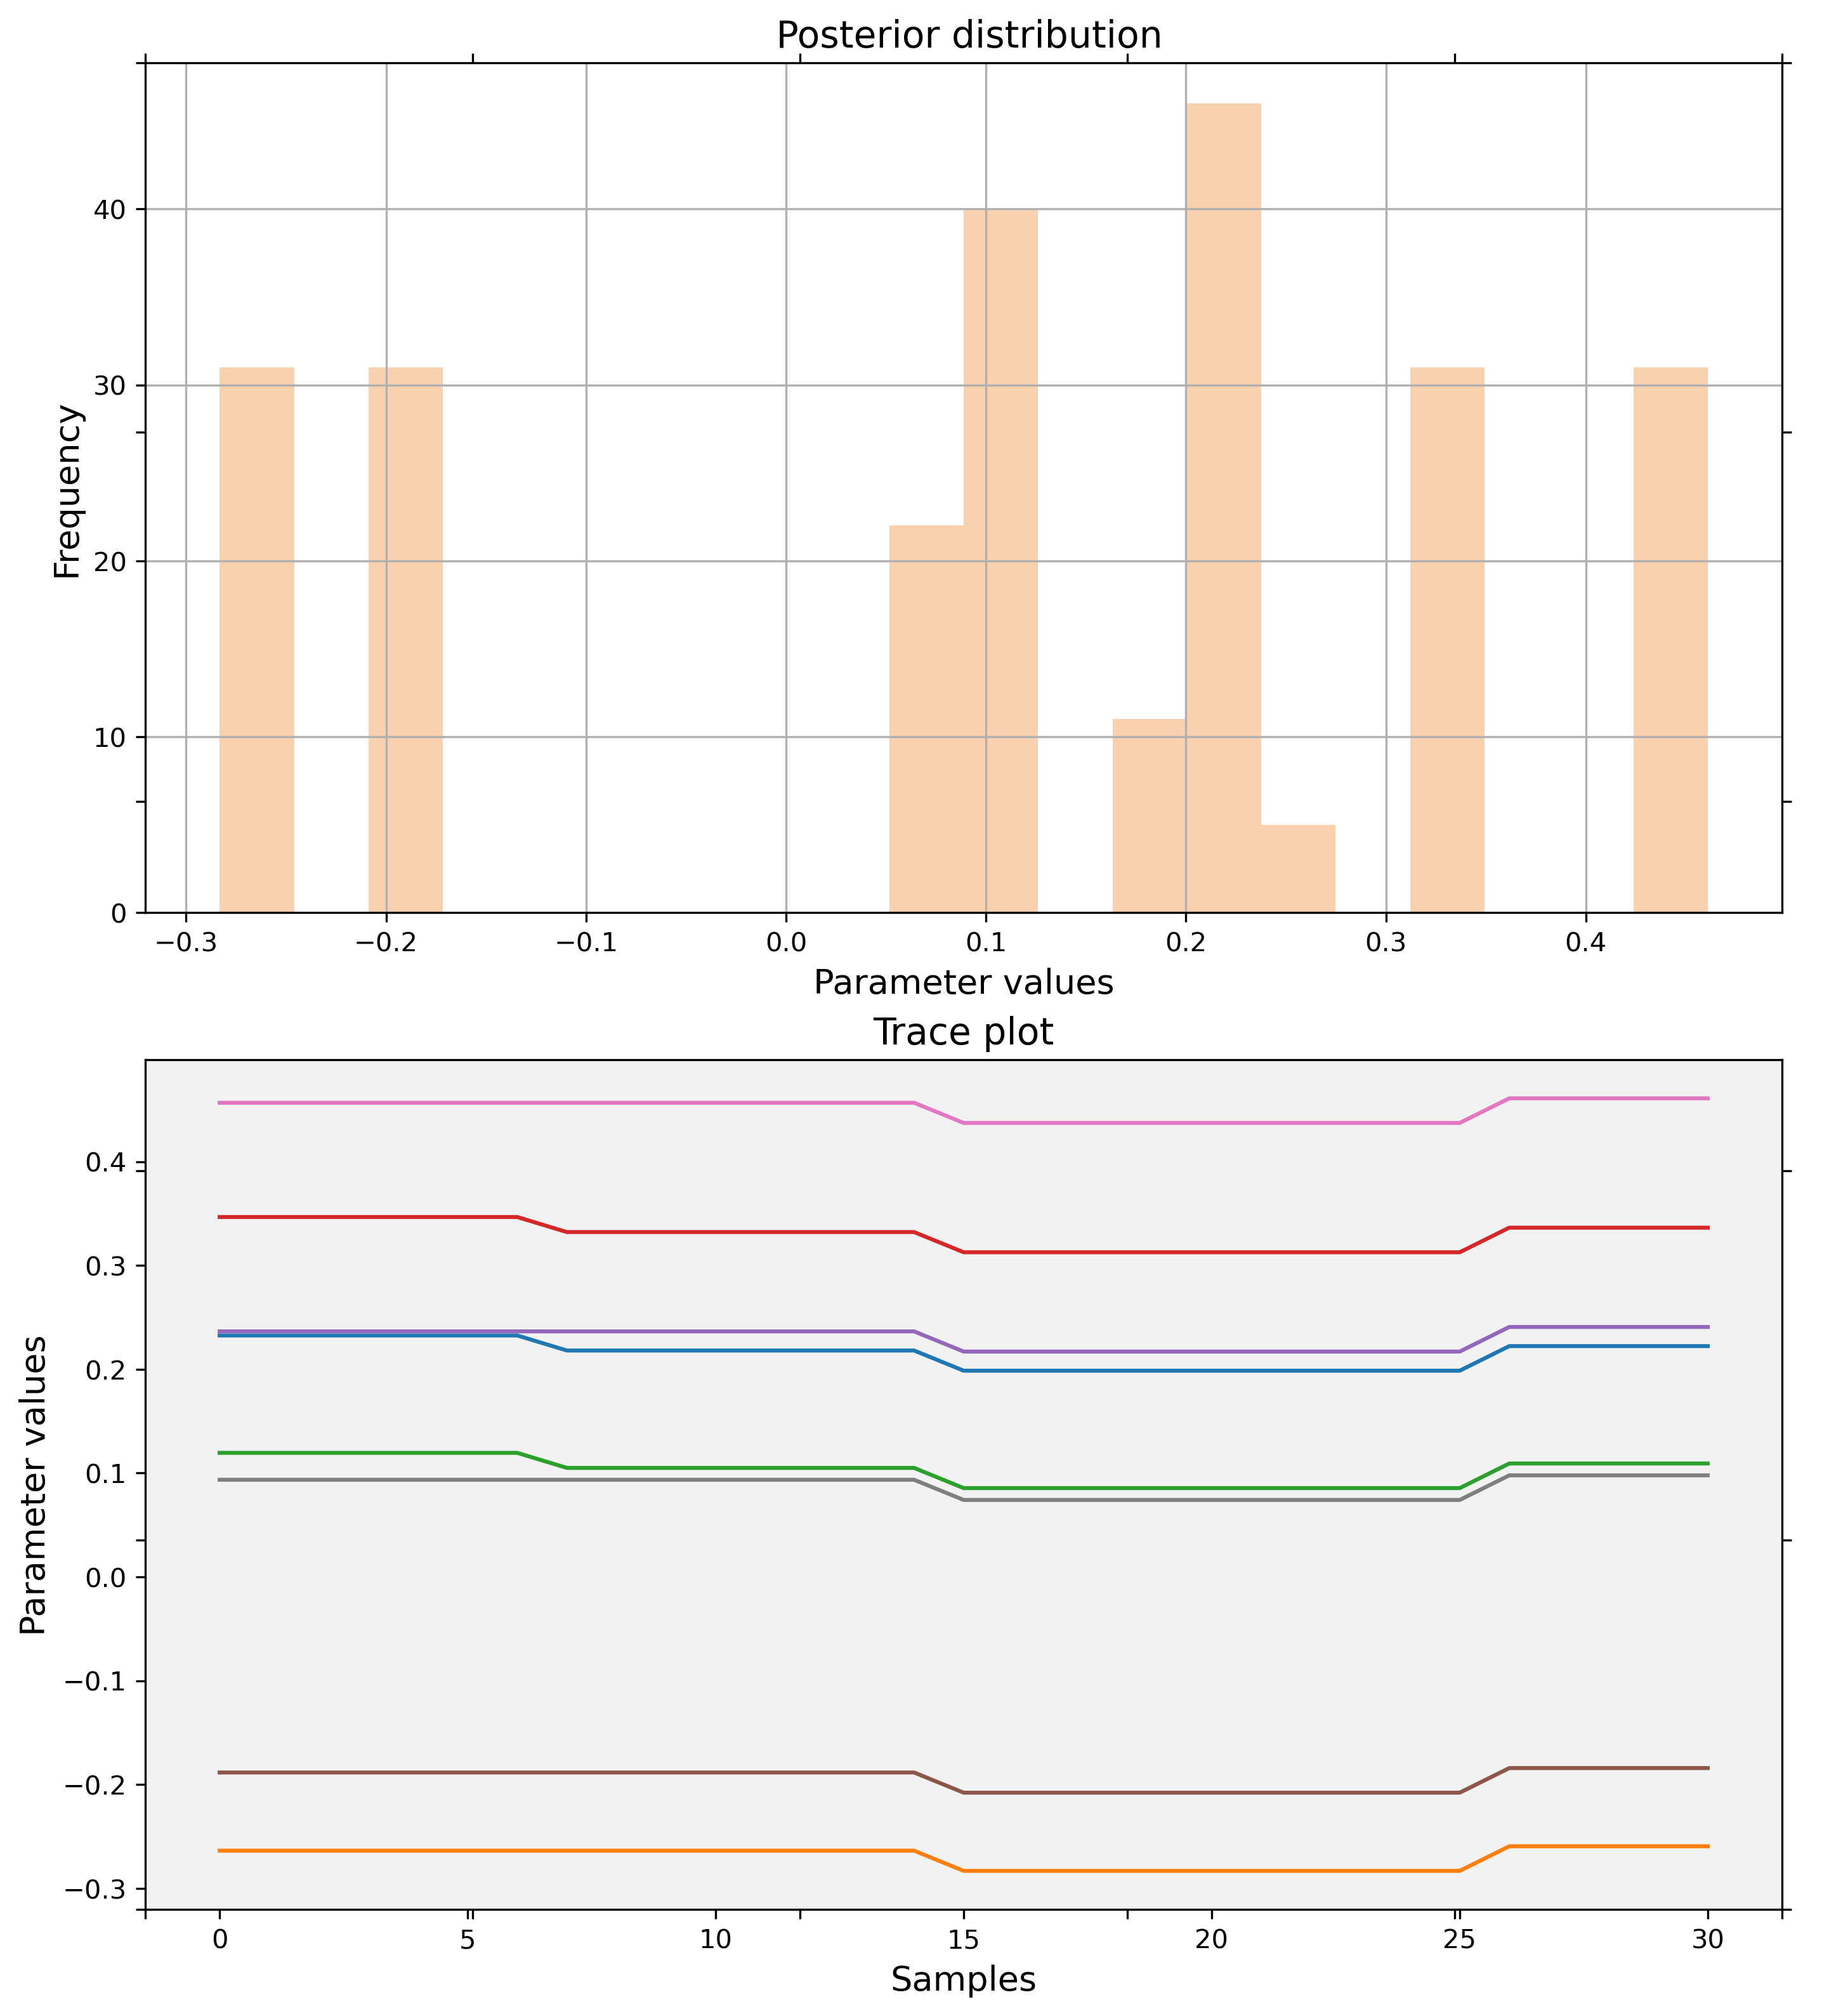 Posterior distribution
Frequency
40
30
20
10
0
−0.3 −0.2 −0.1 0.0 0.1 0.2 0.3 0.4
Parameter values
Trace plot
Parameter values
0.4
0.3
0.2
0.1
0.0
−0.1
−0.2
−0.3
0 5 10 15 20 25 30
Samples